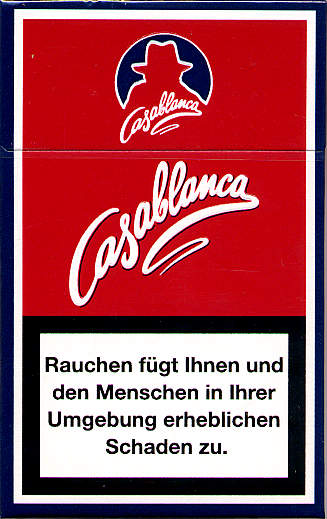 Casablanca
Casablanca
Rauchen fügt Ihnen und
den Menschen in Ihrer
Umgebung erheblichen
Schaden zu.